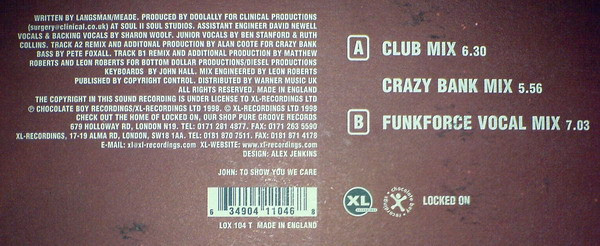 WRITTEN BY LANGSMAN/MEADE. PRODUCED BY DOOLALLY FOR CLINICAL PRODUCTIONS
(surgery@clinical.co.uk) AT SOUL II SOUL STUDIOS. ASSISTANT ENGINEER DAVID NEWELL
VOCALS & BACKING VOCALS BY SHARON WOOLF. JUNIOR VOCALS BY BEN STANFORD & RUTH
COLLINS. TRACK A2 REMIX AND ADDITONAL PRODUCTION BY ALAN COOTE FOR CRAZY BANK
BASS BY PETE FOXALL. TRACK B1 REMIX AND ADDITIONAL PRODUCTION BY MATTHEW
ROBERTS AND LEON ROBERTS FOR BOTTOM DOLLAR PRODUCTIONS/DIESEL PRODUCTIONS
KEYBOARDS BY JOHN HALL. MIX ENGINEERED BY LEON ROBERTS
PUBLISHED BY COPYRIGHT CONTROL. DISTRIBUTED BY WARNER MUSIC UK
ALL RIGHTS RESERVED. MADE IN ENGLAND
THE COPYRIGHT IN THIS SOUND RECORDING IS UNDER LICENSE TO XL-RECORDINGS LTD
℗ CHOCOLATE BOY RECORDINGS/XL-RECORDINGS LTD 1998. © XL-RECORDINGS LTD 1998
CHECK OUT THE HOME OF LOCKED ON, OUR SHOP PURE GROOVE RECORDS
679 HOLLOWAY RD, LONDON N19. TEL: 0171 281 4877. FAX: 0171 263 5590
XL-RECORDINGS, 17-19 ALMA RD, LONDON, SW18 1AA. TEL: 0181 870 7511. FAX: 0181 871 4178
E-MAIL: xl@xl-recordings.com XL-WEBSITE: www.xl-recordings.com
DESIGN: ALEX JENKINS
JOHN: TO SHOW YOU WE CARE
6 34904 11046 8
LOX 104 T MADE IN ENGLAND
A CLUB MIX 6.30
CRAZY BANK MIX 5.56
B FUNKFORCE VOCAL MIX 7.03
XL
chocolate boy recordings
LOCKED ON